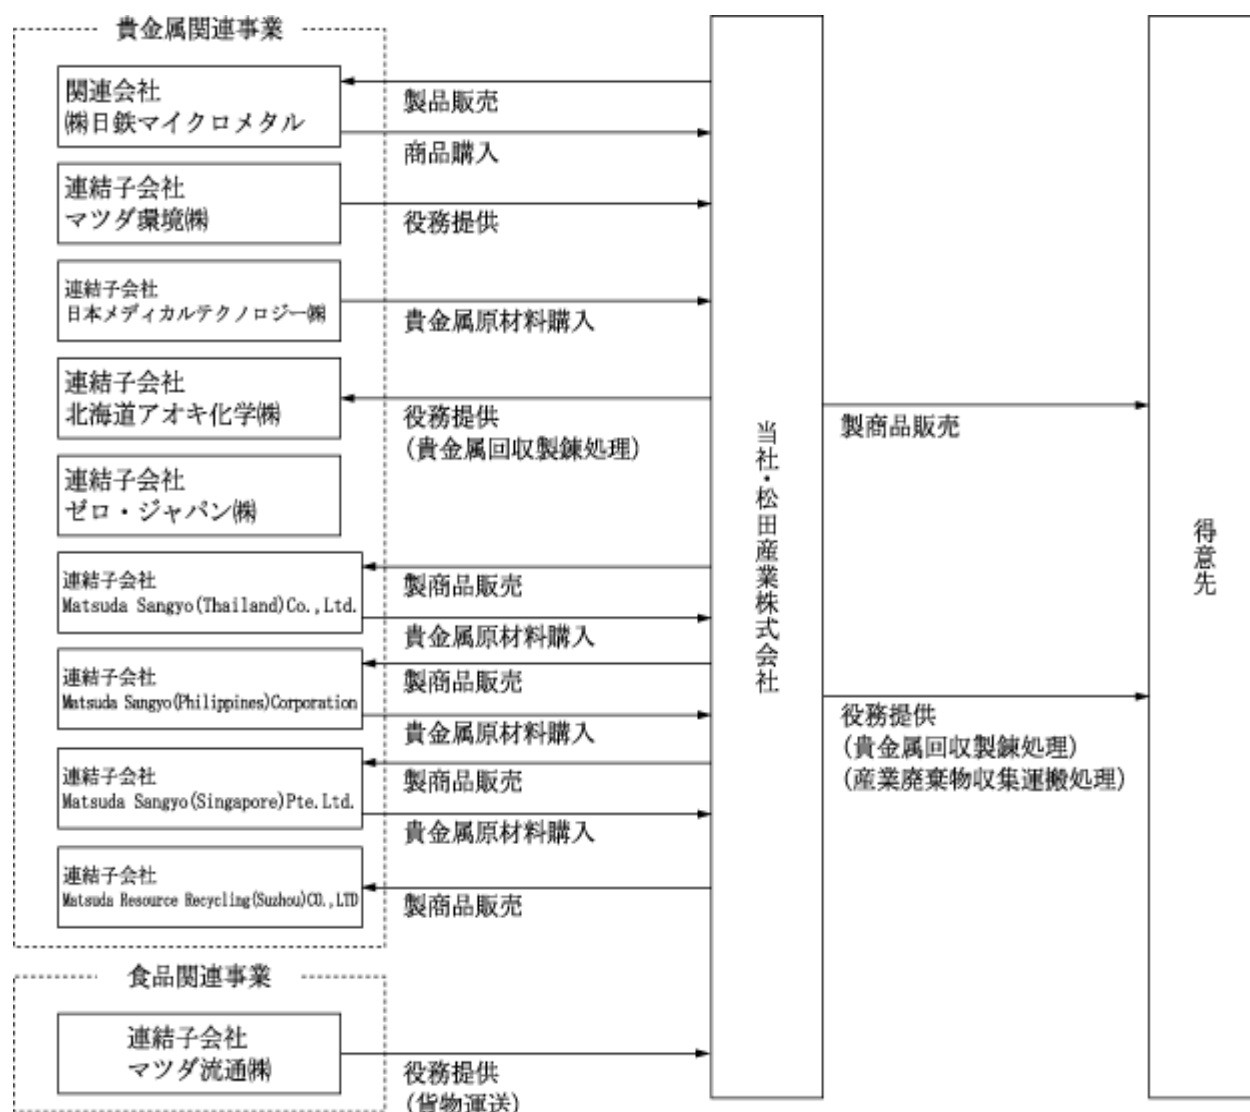 貴金属関連事業
関連会社
㈱日鉄マイクロメタル
製品販売
商品購入
連結子会社
マツダ環境㈱
役務提供
連結子会社
日本メディカルテクノロジー㈱
貴金属原材料購入
連結子会社
北海道アオキ化学㈱
役務提供
(貴金属回収製錬処理)
連結子会社
ゼロ・ジャパン㈱
連結子会社
Matsuda Sangyo(Thailand)Co.,Ltd.
製商品販売
貴金属原材料購入
連結子会社
Matsuda Sangyo(Philippines)Corporation
製商品販売
貴金属原材料購入
連結子会社
Matsuda Sangyo(Singapore)Pte.Ltd.
製商品販売
貴金属原材料購入
連結子会社
Matsuda Resource Recycling(Suzhou)CO.,LTD
製商品販売
食品関連事業
連結子会社
マツダ流通㈱
役務提供
(貨物運送)
当社・松田産業株式会社
製商品販売
役務提供
(貴金属回収製錬処理)
(産業廃棄物収集運搬処理)
得意先